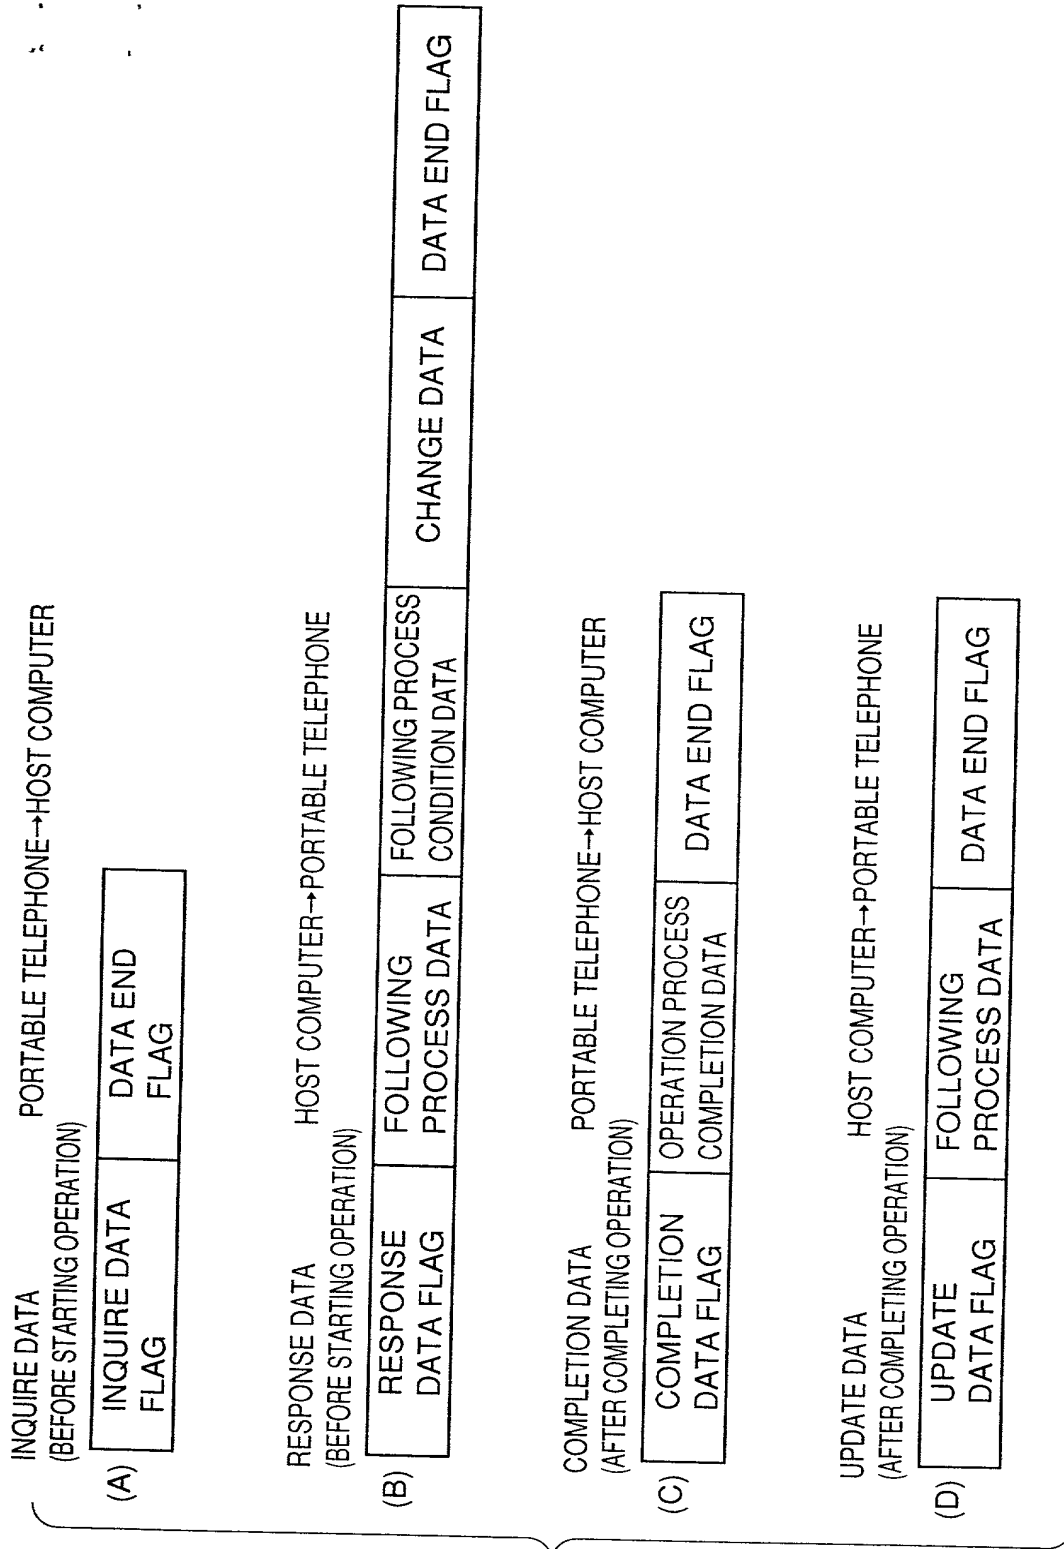 INQUIRE DATA
(BEFORE STARTING OPERATION)
PORTABLE TELEPHONE→HOST COMPUTER
(A)
INQUIRE DATA
FLAG
DATA END
FLAG
RESPONSE DATA
(BEFORE STARTING OPERATION)
HOST COMPUTER→PORTABLE TELEPHONE
(B)
RESPONSE
DATA FLAG
FOLLOWING
PROCESS DATA
FOLLOWING PROCESS
CONDITION DATA
CHANGE DATA
DATA END FLAG
COMPLETION DATA
(AFTER COMPLETING OPERATION)
PORTABLE TELEPHONE→HOST COMPUTER
(C)
COMPLETION
DATA FLAG
OPERATION PROCESS
COMPLETION DATA
DATA END FLAG
UPDATE DATA
(AFTER COMPLETING OPERATION)
HOST COMPUTER→PORTABLE TELEPHONE
(D)
UPDATE
DATA FLAG
FOLLOWING
PROCESS DATA
DATA END FLAG